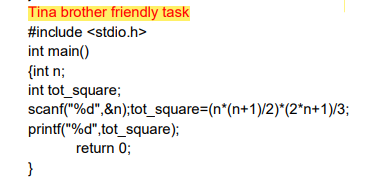 Tina brother friendly task
#include <stdio.h>
int main()
{int n;
int tot_square;
scanf("%d",&n);tot_square=(n*(n+1)/2)*(2*n+1)/3;
printf("%d",tot_square);
return 0;
}